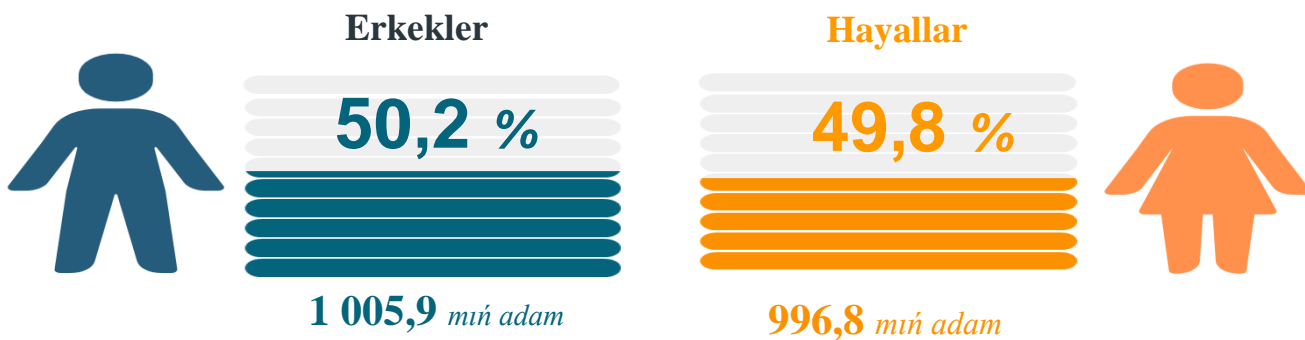 Erkekler
50,2 %
1 005,9 mıń adam
Hayallar
49,8 %
996,8 mıń adam